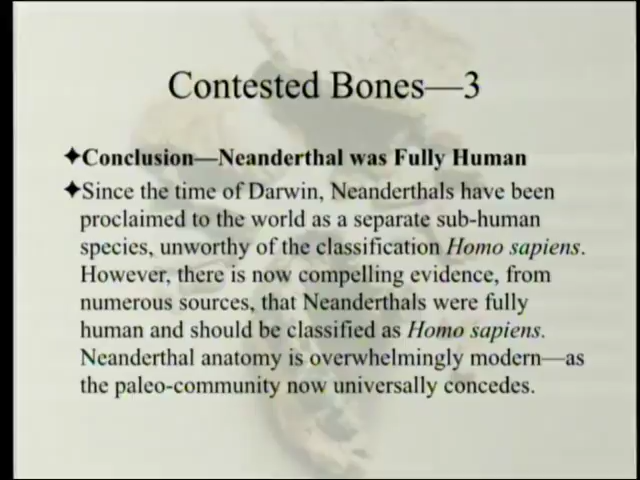 Contested Bones—3
✦Conclusion—Neanderthal was Fully Human
✦Since the time of Darwin, Neanderthals have been
proclaimed to the world as a separate sub-human
species, unworthy of the classification Homo sapiens.
However, there is now compelling evidence, from
numerous sources, that Neanderthals were fully
human and should be classified as Homo sapiens.
Neanderthal anatomy is overwhelmingly modern—as
the paleo-community now universally concedes.